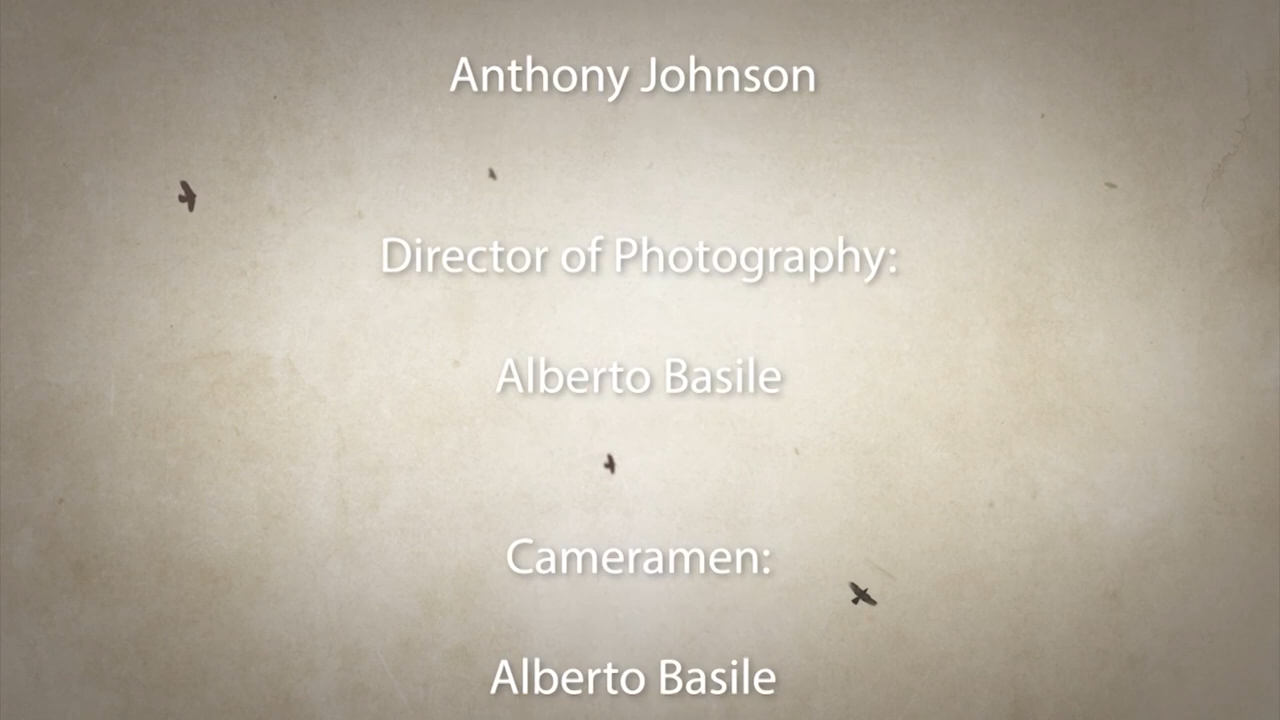 Anthony Johnson
Director of Photography:
Alberto Basile
Cameramen:
Alberto Basile